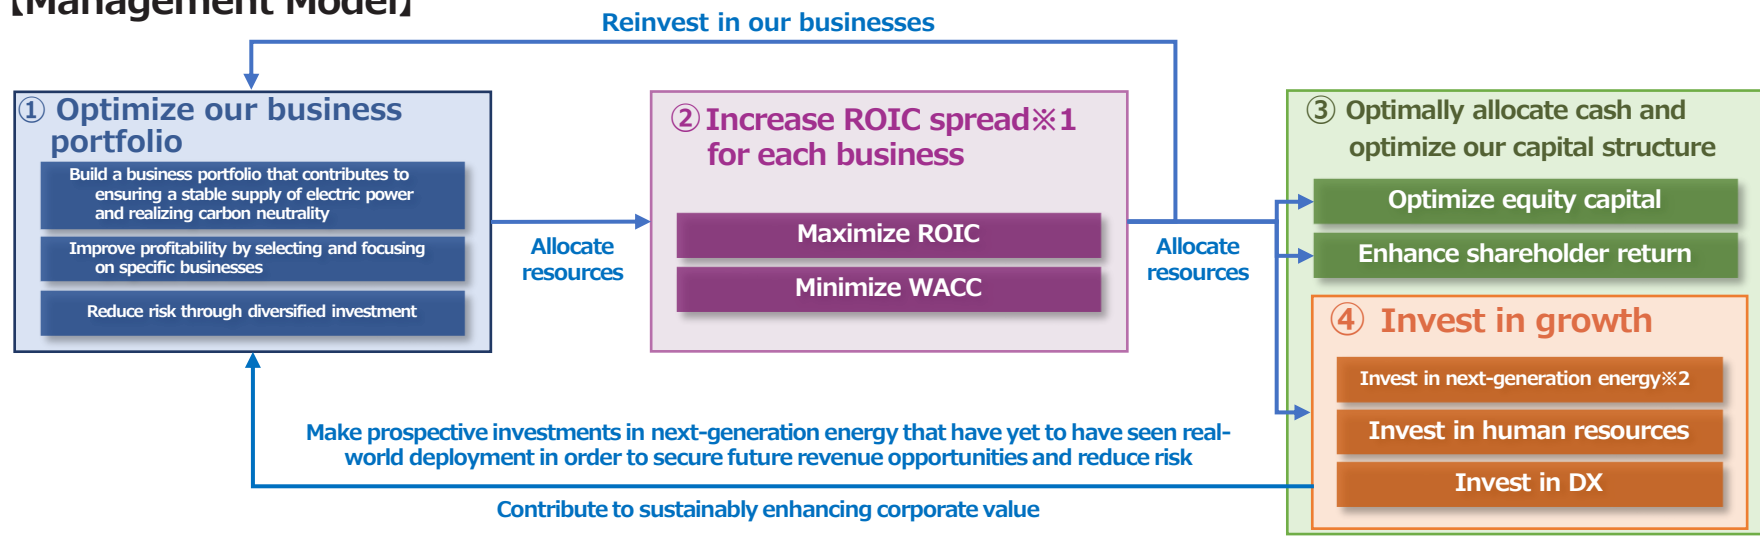 【Management Model】
Reinvest in our businesses
① Optimize our business
portfolio
Build a business portfolio that contributes to
ensuring a stable supply of electric power
and realizing carbon neutrality
Improve profitability by selecting and focusing
on specific businesses
Reduce risk through diversified investment
Allocate
resources
② Increase ROIC spread※1
for each business
Maximize ROIC
Minimize WACC
Allocate
resources
③ Optimally allocate cash and
optimize our capital structure
Optimize equity capital
Enhance shareholder return
④ Invest in growth
Invest in next-generation energy※2
Invest in human resources
Invest in DX
Make prospective investments in next-generation energy that have yet to have seen real-
world deployment in order to secure future revenue opportunities and reduce risk
Contribute to sustainably enhancing corporate value